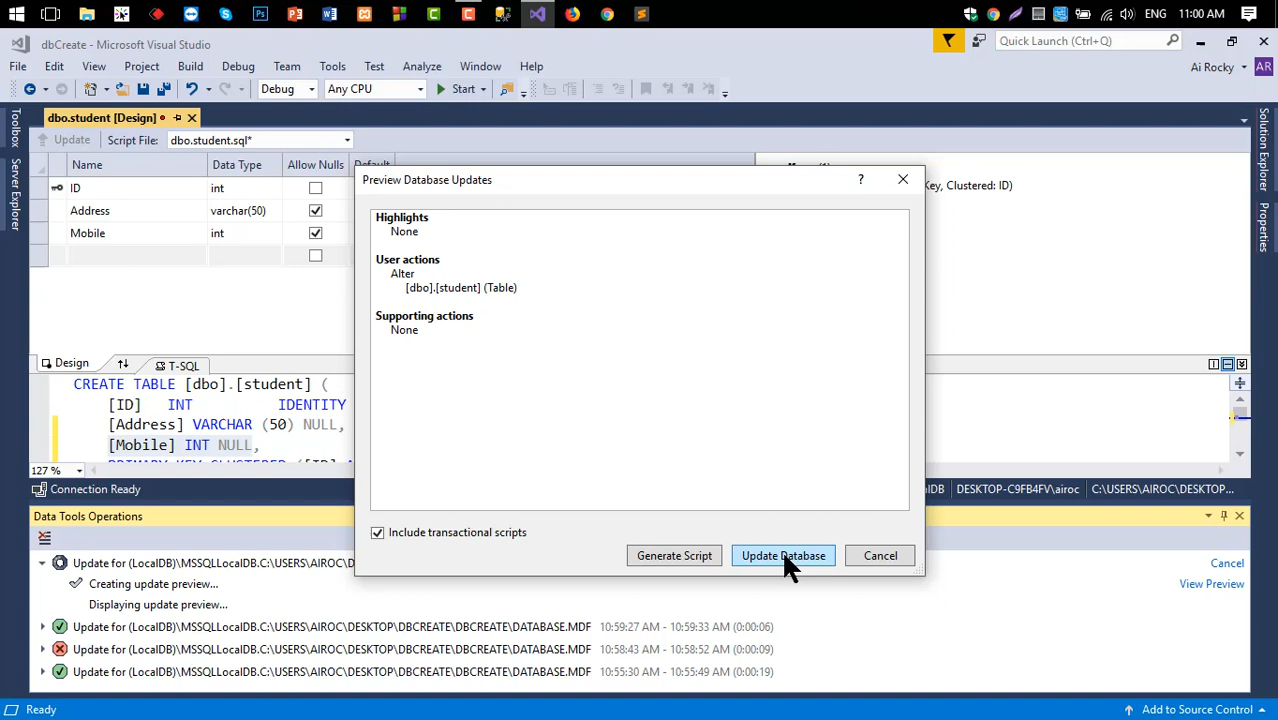 ENG
11:00 AM
dbCreate - Microsoft Visual Studio
Quick Launch (Ctrl+Q)
File Edit View Project Build Debug Team Tools Test Analyze Window Help
Ai Rocky
AR
Debug
Any CPU
Start
Toolbox
Server Explorer
Solution Explorer
Properties
dbo.student [Design]
Update
Script File:
dbo.student.sql*
Name Data Type Allow Nulls Default
ID int
Address varchar(50)
Mobile int
Key, Clustered: ID)
Preview Database Updates
?
Highlights
None
User actions
Alter
[dbo].[student] (Table)
Supporting actions
None
Include transactional scripts
Generate Script
Update Database
Cancel
Design
T-SQL
CREATE TABLE [dbo].[student] (
[ID] INT IDENTITY
[Address] VARCHAR (50) NULL,
[Mobile] INT NULL,
127 %
Connection Ready
DESKTOP-C9FB4FV\airoc
C:\USERS\AIROC\DESKTOP...
Data Tools Operations
Update for (LocalDB)\MSSQLLocalDB.C:\USERS\AIROC\DES
Cancel
Creating update preview...
View Preview
Displaying update preview...
Update for (LocalDB)\MSSQLLocalDB.C:\USERS\AIROC\DESKTOP\DBCREATE\DBCREATE\DATABASE.MDF 10:59:27 AM - 10:59:33 AM (0:00:06)
Update for (LocalDB)\MSSQLLocalDB.C:\USERS\AIROC\DESKTOP\DBCREATE\DBCREATE\DATABASE.MDF 10:58:43 AM - 10:58:52 AM (0:00:09)
Update for (LocalDB)\MSSQLLocalDB.C:\USERS\AIROC\DESKTOP\DBCREATE\DBCREATE\DATABASE.MDF 10:55:30 AM - 10:55:49 AM (0:00:19)
Ready
Add to Source Control